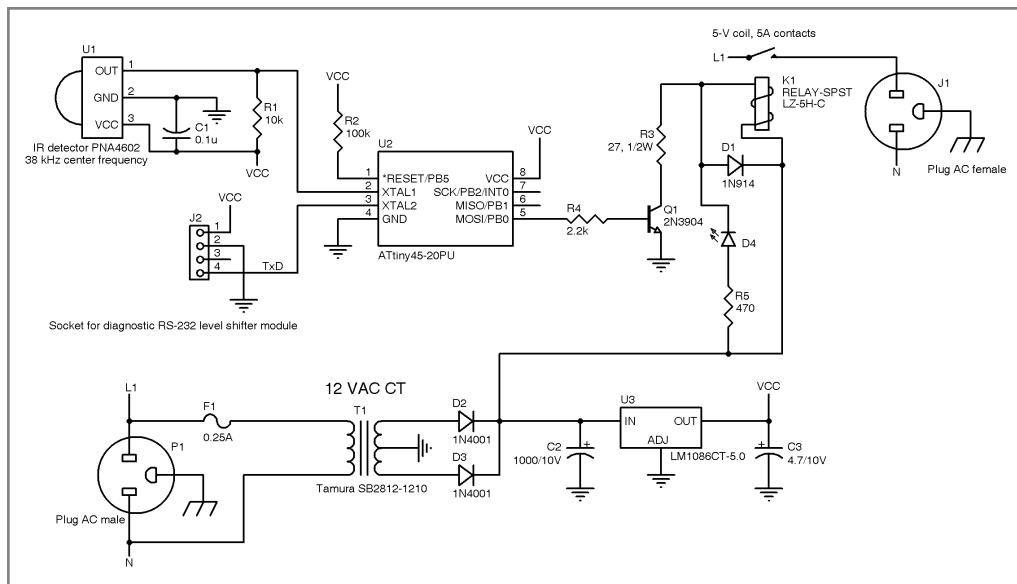 U1
OUT
1
GND
2
VCC
3
IR detector PNA4602
38 kHz center frequency
C1
0.1u
R1
10k
VCC
VCC
R2
100k
U2
1
*RESET/PB5
2
XTAL1
3
XTAL2
4
GND
VCC
8
SCK/PB2/INT0
7
MISO/PB1
6
MOSI/PB0
5
ATtiny45-20PU
VCC
R4
2.2k
Q1
2N3904
R3
27, 1/2W
5-V coil, 5A contacts
L1
K1
RELAY-SPST
LZ-5H-C
D1
1N914
D4
R5
470
J1
N
Plug AC female
VCC
J2
1
2
3
4
TxD
Socket for diagnostic RS-232 level shifter module
L1
F1
0.25A
P1
Plug AC male
N
12 VAC CT
T1
Tamura SB2812-1210
D2
1N4001
D3
1N4001
C2
+
1000/10V
U3
IN
OUT
ADJ
LM1086CT-5.0
VCC
+
C3
4.7/10V